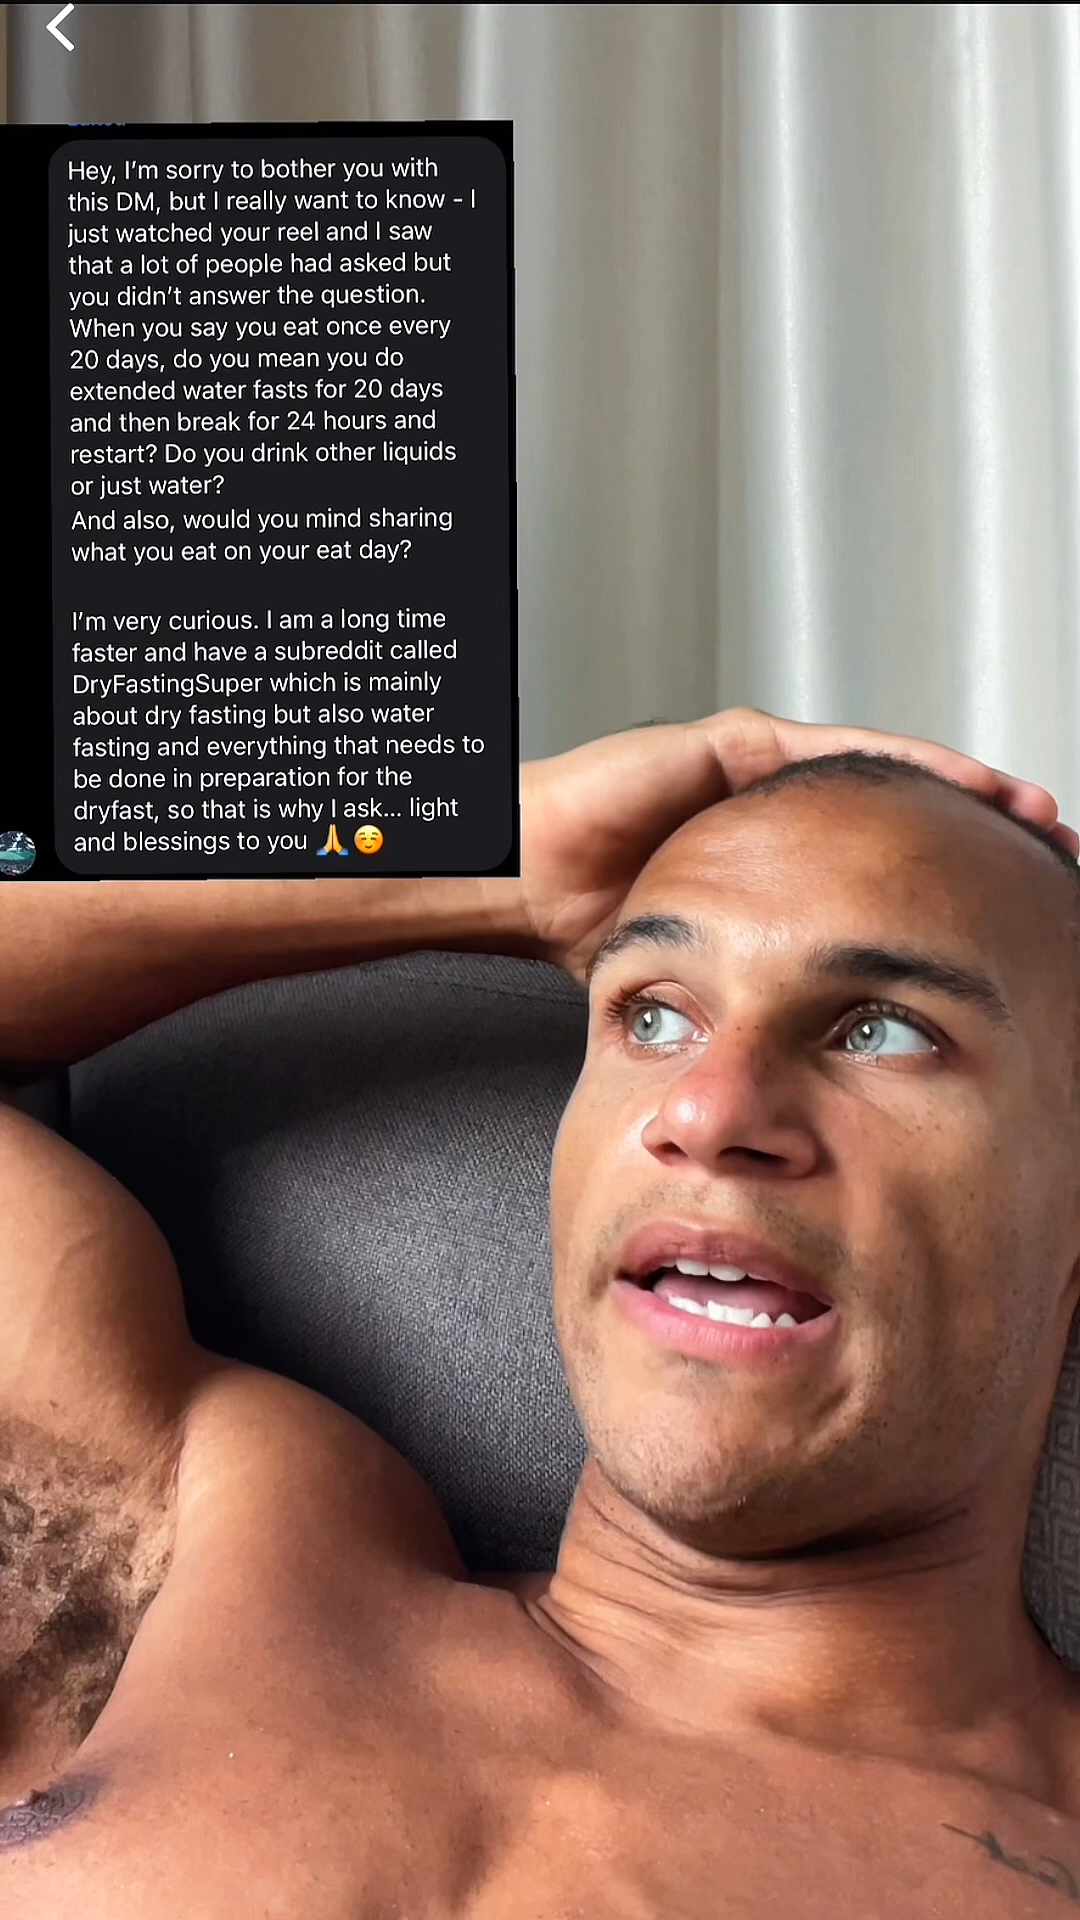 Hey, I'm sorry to bother you with
this DM, but I really want to know - I
just watched your reel and I saw
that a lot of people had asked but
you didn't answer the question.
When you say you eat once every
20 days, do you mean you do
extended water fasts for 20 days
and then break for 24 hours and
restart? Do you drink other liquids
or just water?
And also, would you mind sharing
what you eat on your eat day?
I'm very curious. I am a long time
faster and have a subreddit called
DryFastingSuper which is mainly
about dry fasting but also water
fasting and everything that needs to
be done in preparation for the
dryfast, so that is why I ask... light
and blessings to you 🙏☺️